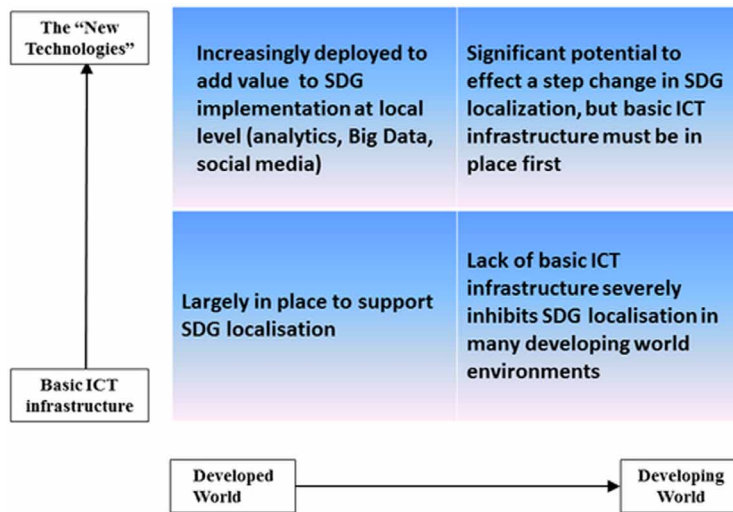 The “New
Technologies”
Increasingly deployed to
add value to SDG
implementation at local
level (analytics, Big Data,
social media)
Significant potential to
effect a step change in SDG
localization, but basic ICT
infrastructure must be in
place first
Largely in place to support
SDG localisation
Lack of basic ICT
infrastructure severely
inhibits SDG localisation in
many developing world
environments
Basic ICT
infrastructure
Developed
World
Developing
World